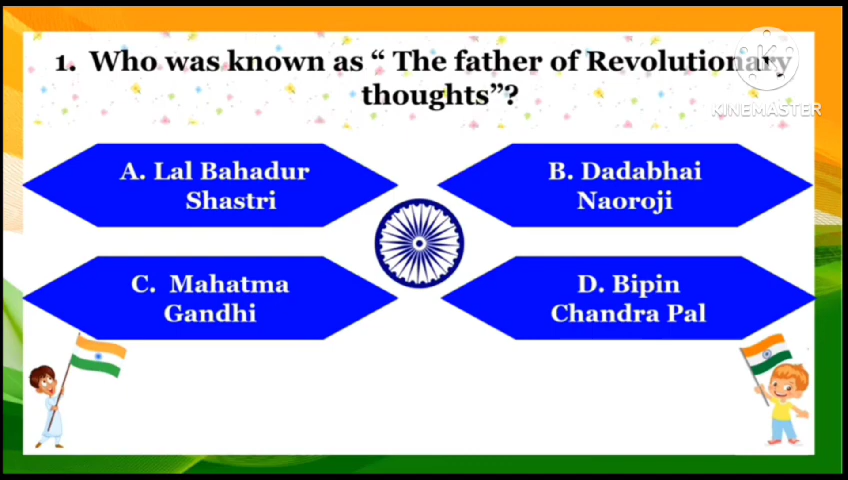 1. Who was known as “ The father of Revolutionary
thoughts”?
KINEMASTER
A. Lal Bahadur
Shastri
B. Dadabhai
Naoroji
C. Mahatma
Gandhi
D. Bipin
Chandra Pal